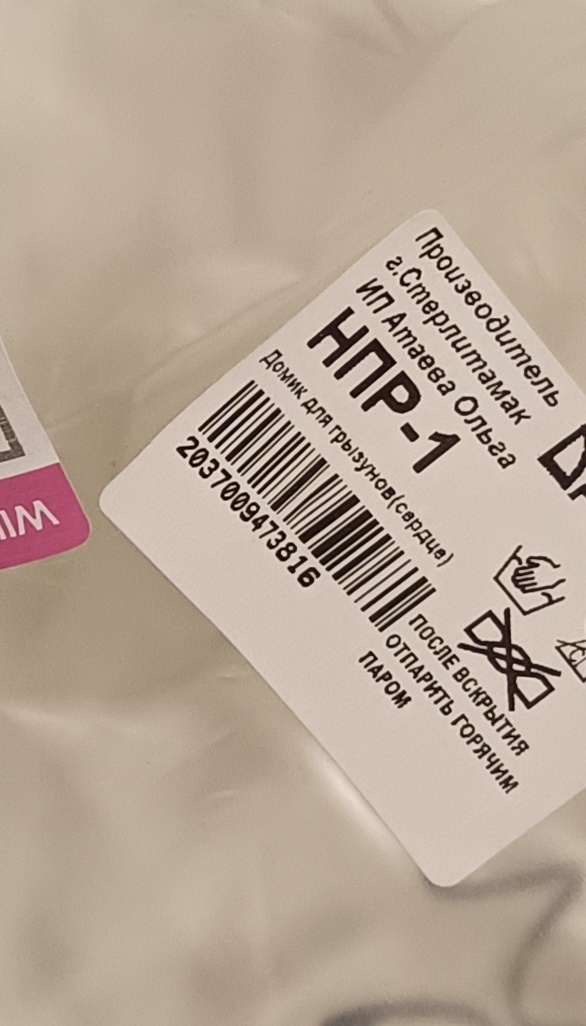 Производитель
г.Стерлитамак
ИП Атаева Ольга
НПР-1
Домик для грызунов(сердце)
2037009473816
ПОСЛЕ ВСКРЫТИЯ
ОТПАРИТЬ ГОРЯЧИМ
ПАРОМ